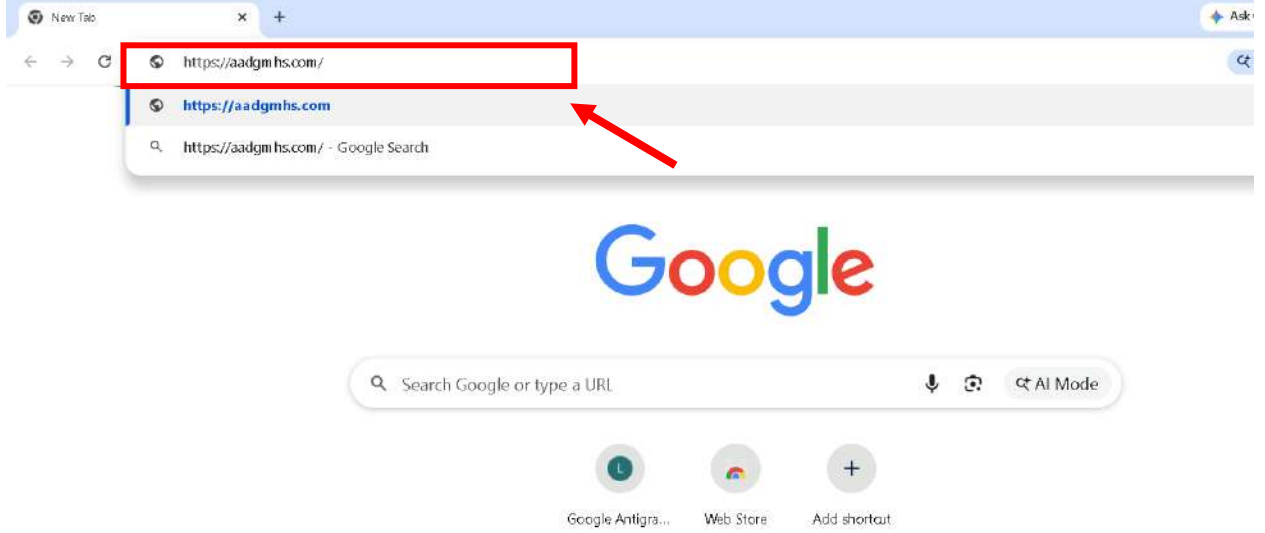 New Tab
Ask
https://aadgmhs.com/
https://aadgmhs.com
https://aadgmhs.com/ - Google Search
Google
Search Google or type a URL
AI Mode
L
Google Antigra...
Web Store
Add shortcut